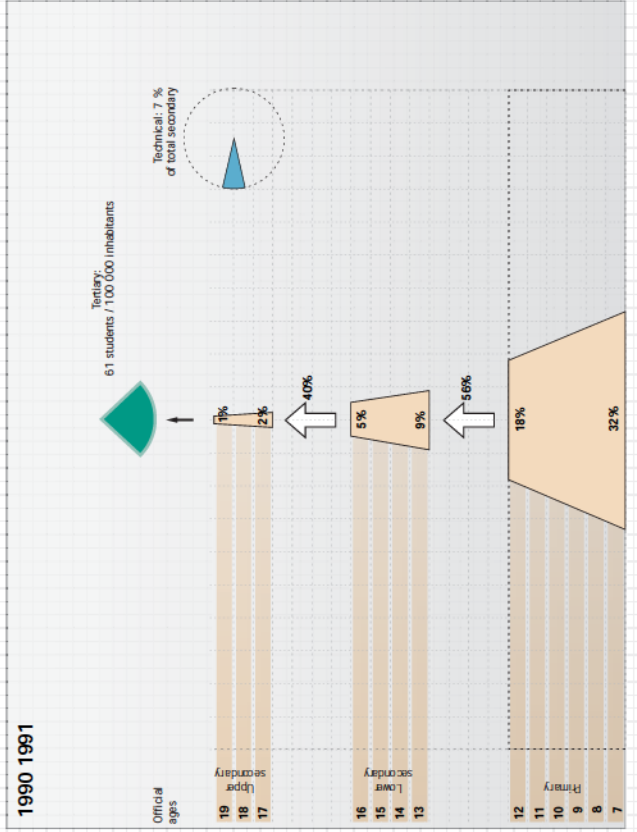 1990 1991
Technical: 7 %
of total secondary
Tertiary:
61 students / 100 000 inhabitants
Official
ages
Upper
secondary
19
18
17
1%
2%
40%
Lower
secondary
16
15
14
13
5%
9%
56%
Primary
12
11
10
9
8
7
18%
32%